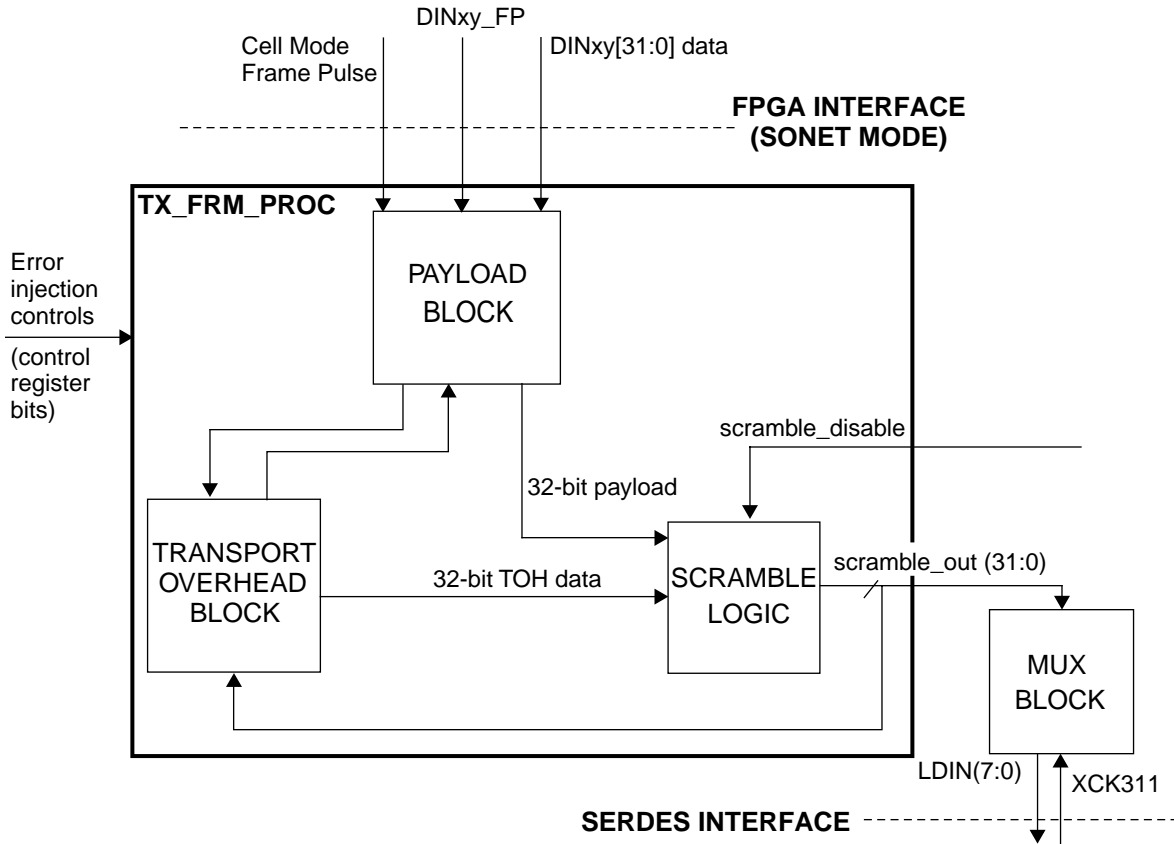 DINxy_FP
Cell Mode
Frame Pulse
DINxy[31:0] data
FPGA INTERFACE
(SONET MODE)
TX_FRM_PROC
PAYLOAD
BLOCK
Error
injection
controls
(control
register
bits)
scramble_disable
32-bit payload
TRANSPORT
OVERHEAD
BLOCK
32-bit TOH data
SCRAMBLE
LOGIC
scramble_out (31:0)
MUX
BLOCK
LDIN(7:0)
XCK311
SERDES INTERFACE